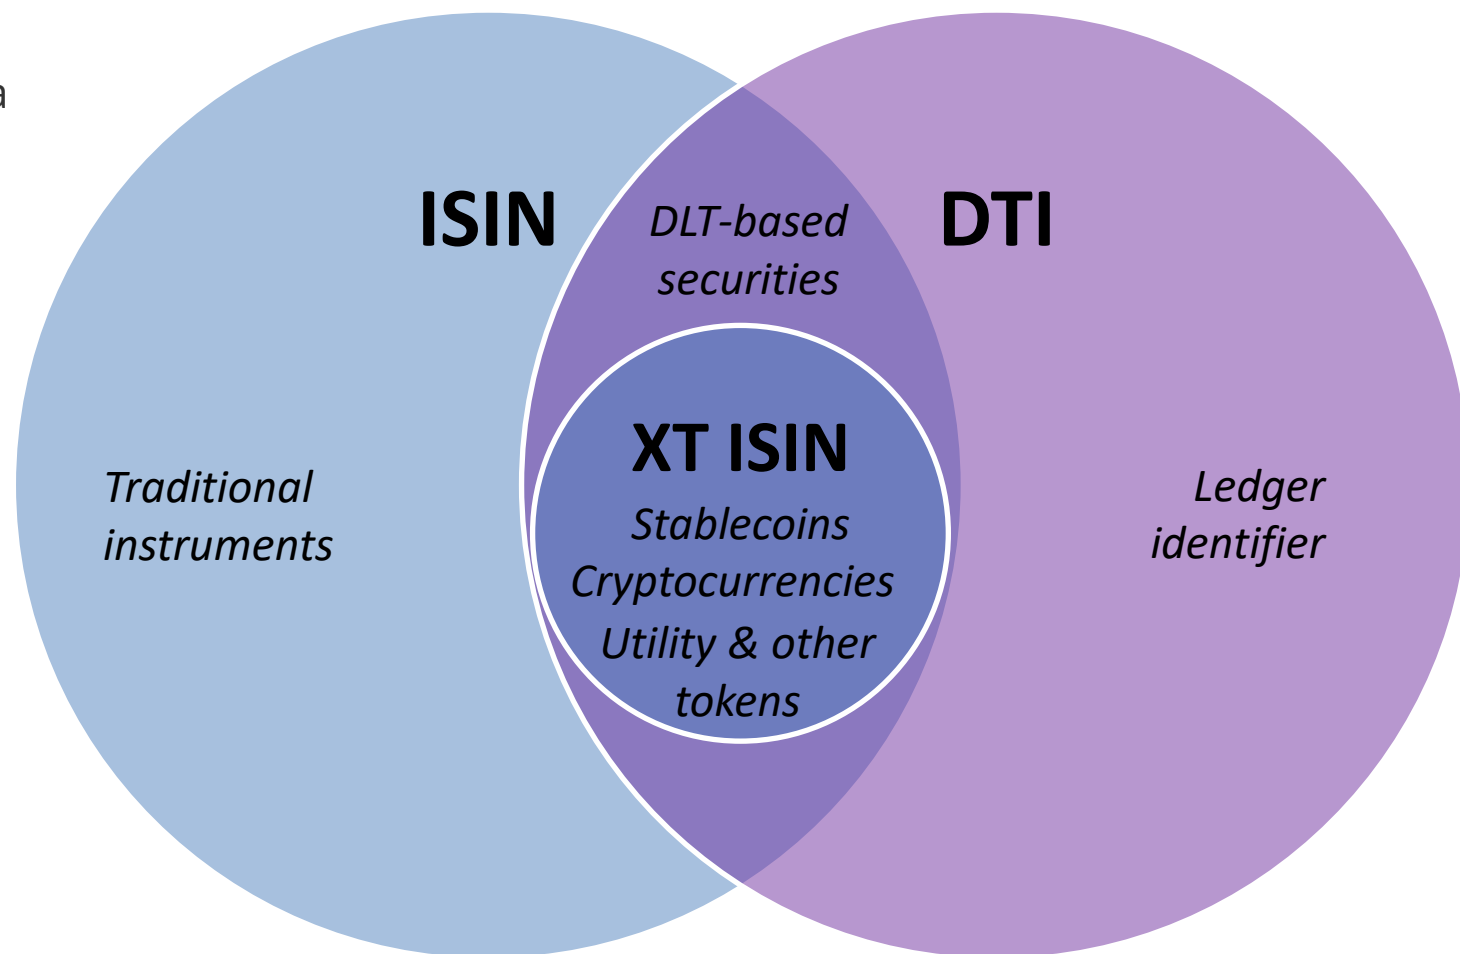 a
ISIN
DLT-based
securities
DTI
Traditional
instruments
XT ISIN
Stablecoins
Cryptocurrencies
Utility & other
tokens
Ledger
identifier